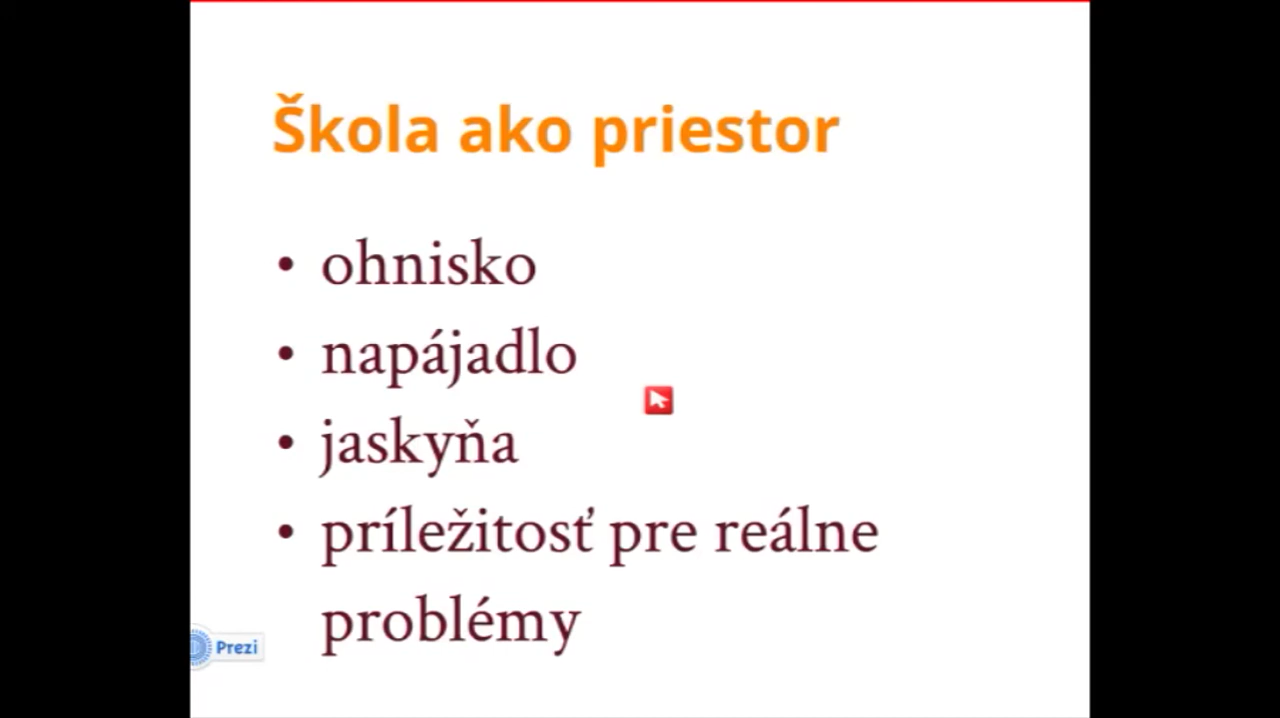 Škola ako priestor
• ohnisko
• napájadlo
• jaskyňa
• príležitosť pre reálne
problémy
Prezi